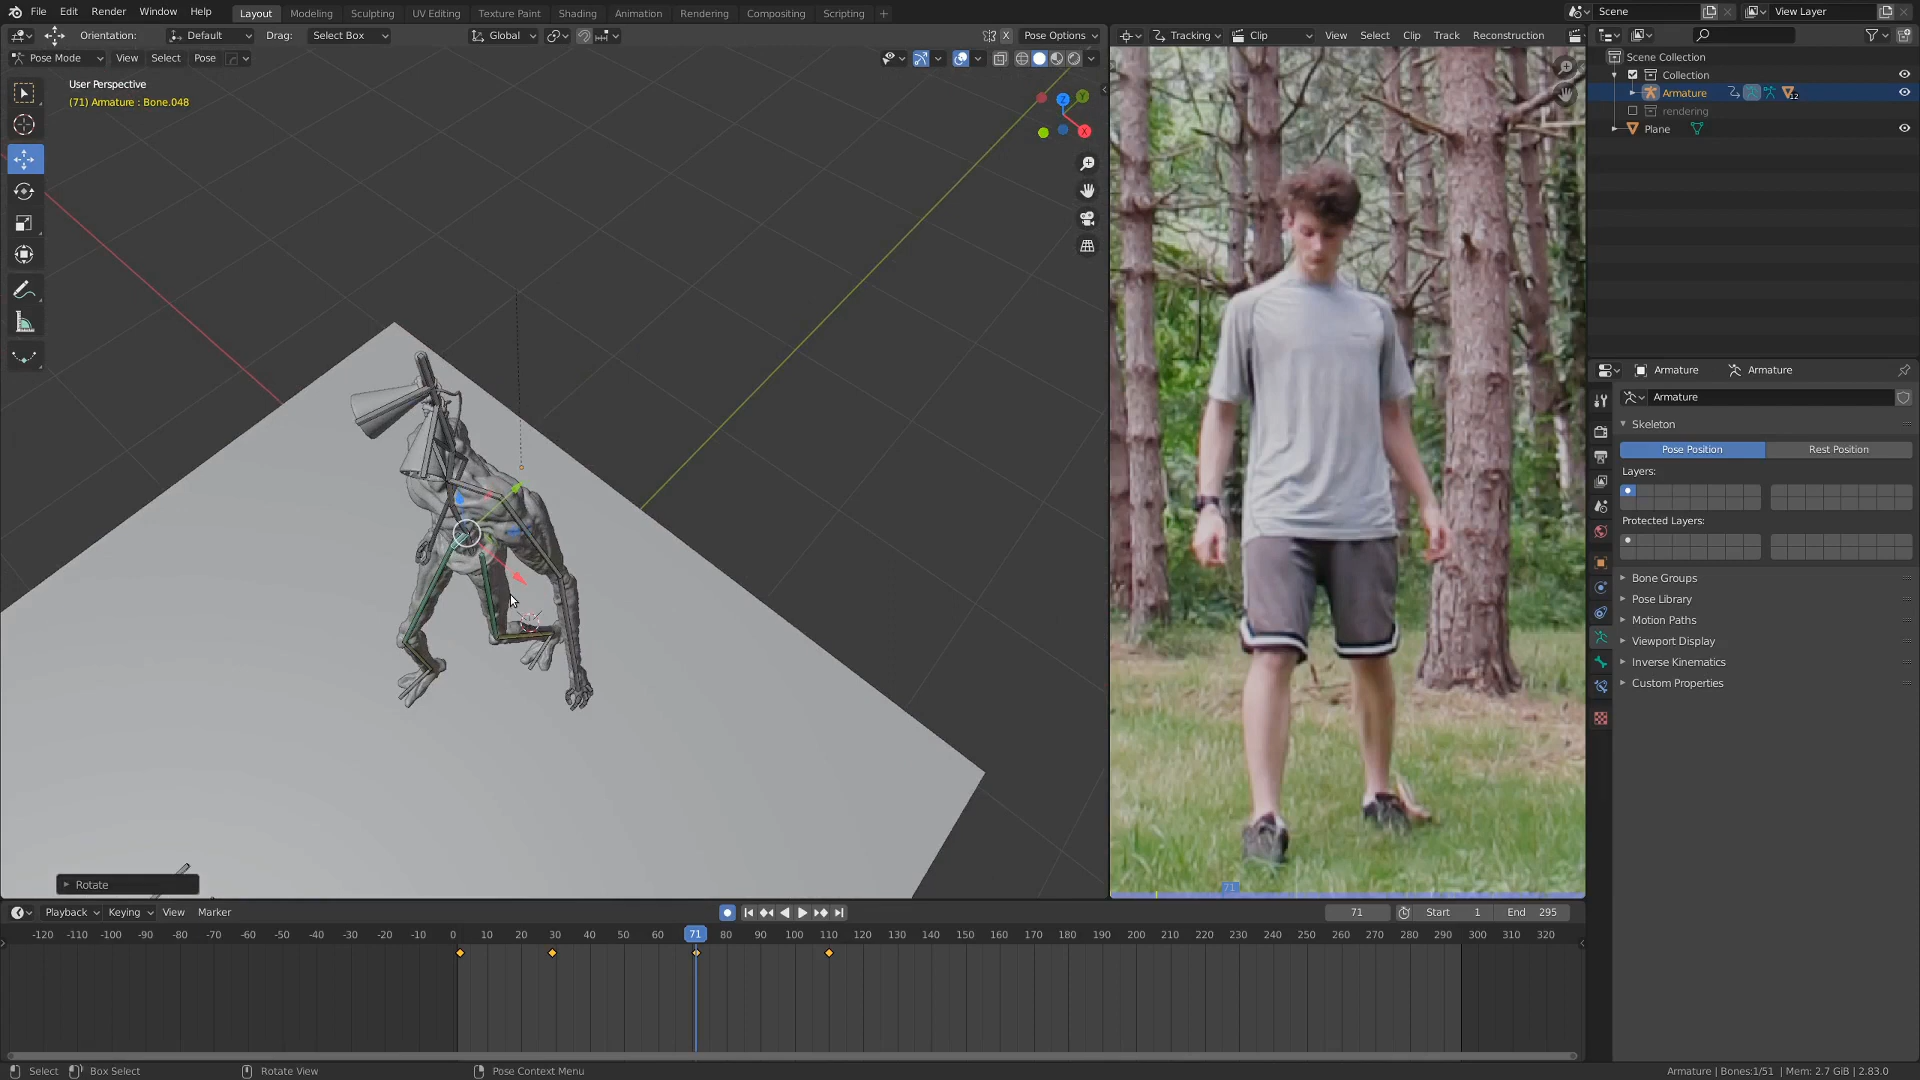 File Edit Render Window Help Layout Modeling Sculpting UV Editing Texture Paint Shading Animation Rendering Compositing Scripting + Scene View Layer
Orientation: Default Drag: Select Box Global X Pose Options Tracking Clip View Select Clip Track Reconstruction
Pose Mode View Select Pose
User Perspective
(71) Armature : Bone.048
Z
Y
X
Scene Collection
Collection
Armature 12
rendering
Plane
Armature Armature
Armature
Skeleton
Pose Position Rest Position
Layers:
Protected Layers:
Bone Groups
Pose Library
Motion Paths
Viewport Display
Inverse Kinematics
Custom Properties
Rotate
71
Playback Keying View Marker 71 Start 1 End 295
-120 -110 -100 -90 -80 -70 -60 -50 -40 -30 -20 -10 0 10 20 30 40 50 60 71 80 90 100 110 120 130 140 150 160 170 180 190 200 210 220 230 240 250 260 270 280 290 300 310 320
Select Box Select Rotate View Pose Context Menu Armature | Bones:1/51 | Mem: 2.7 GiB | 2.83.0